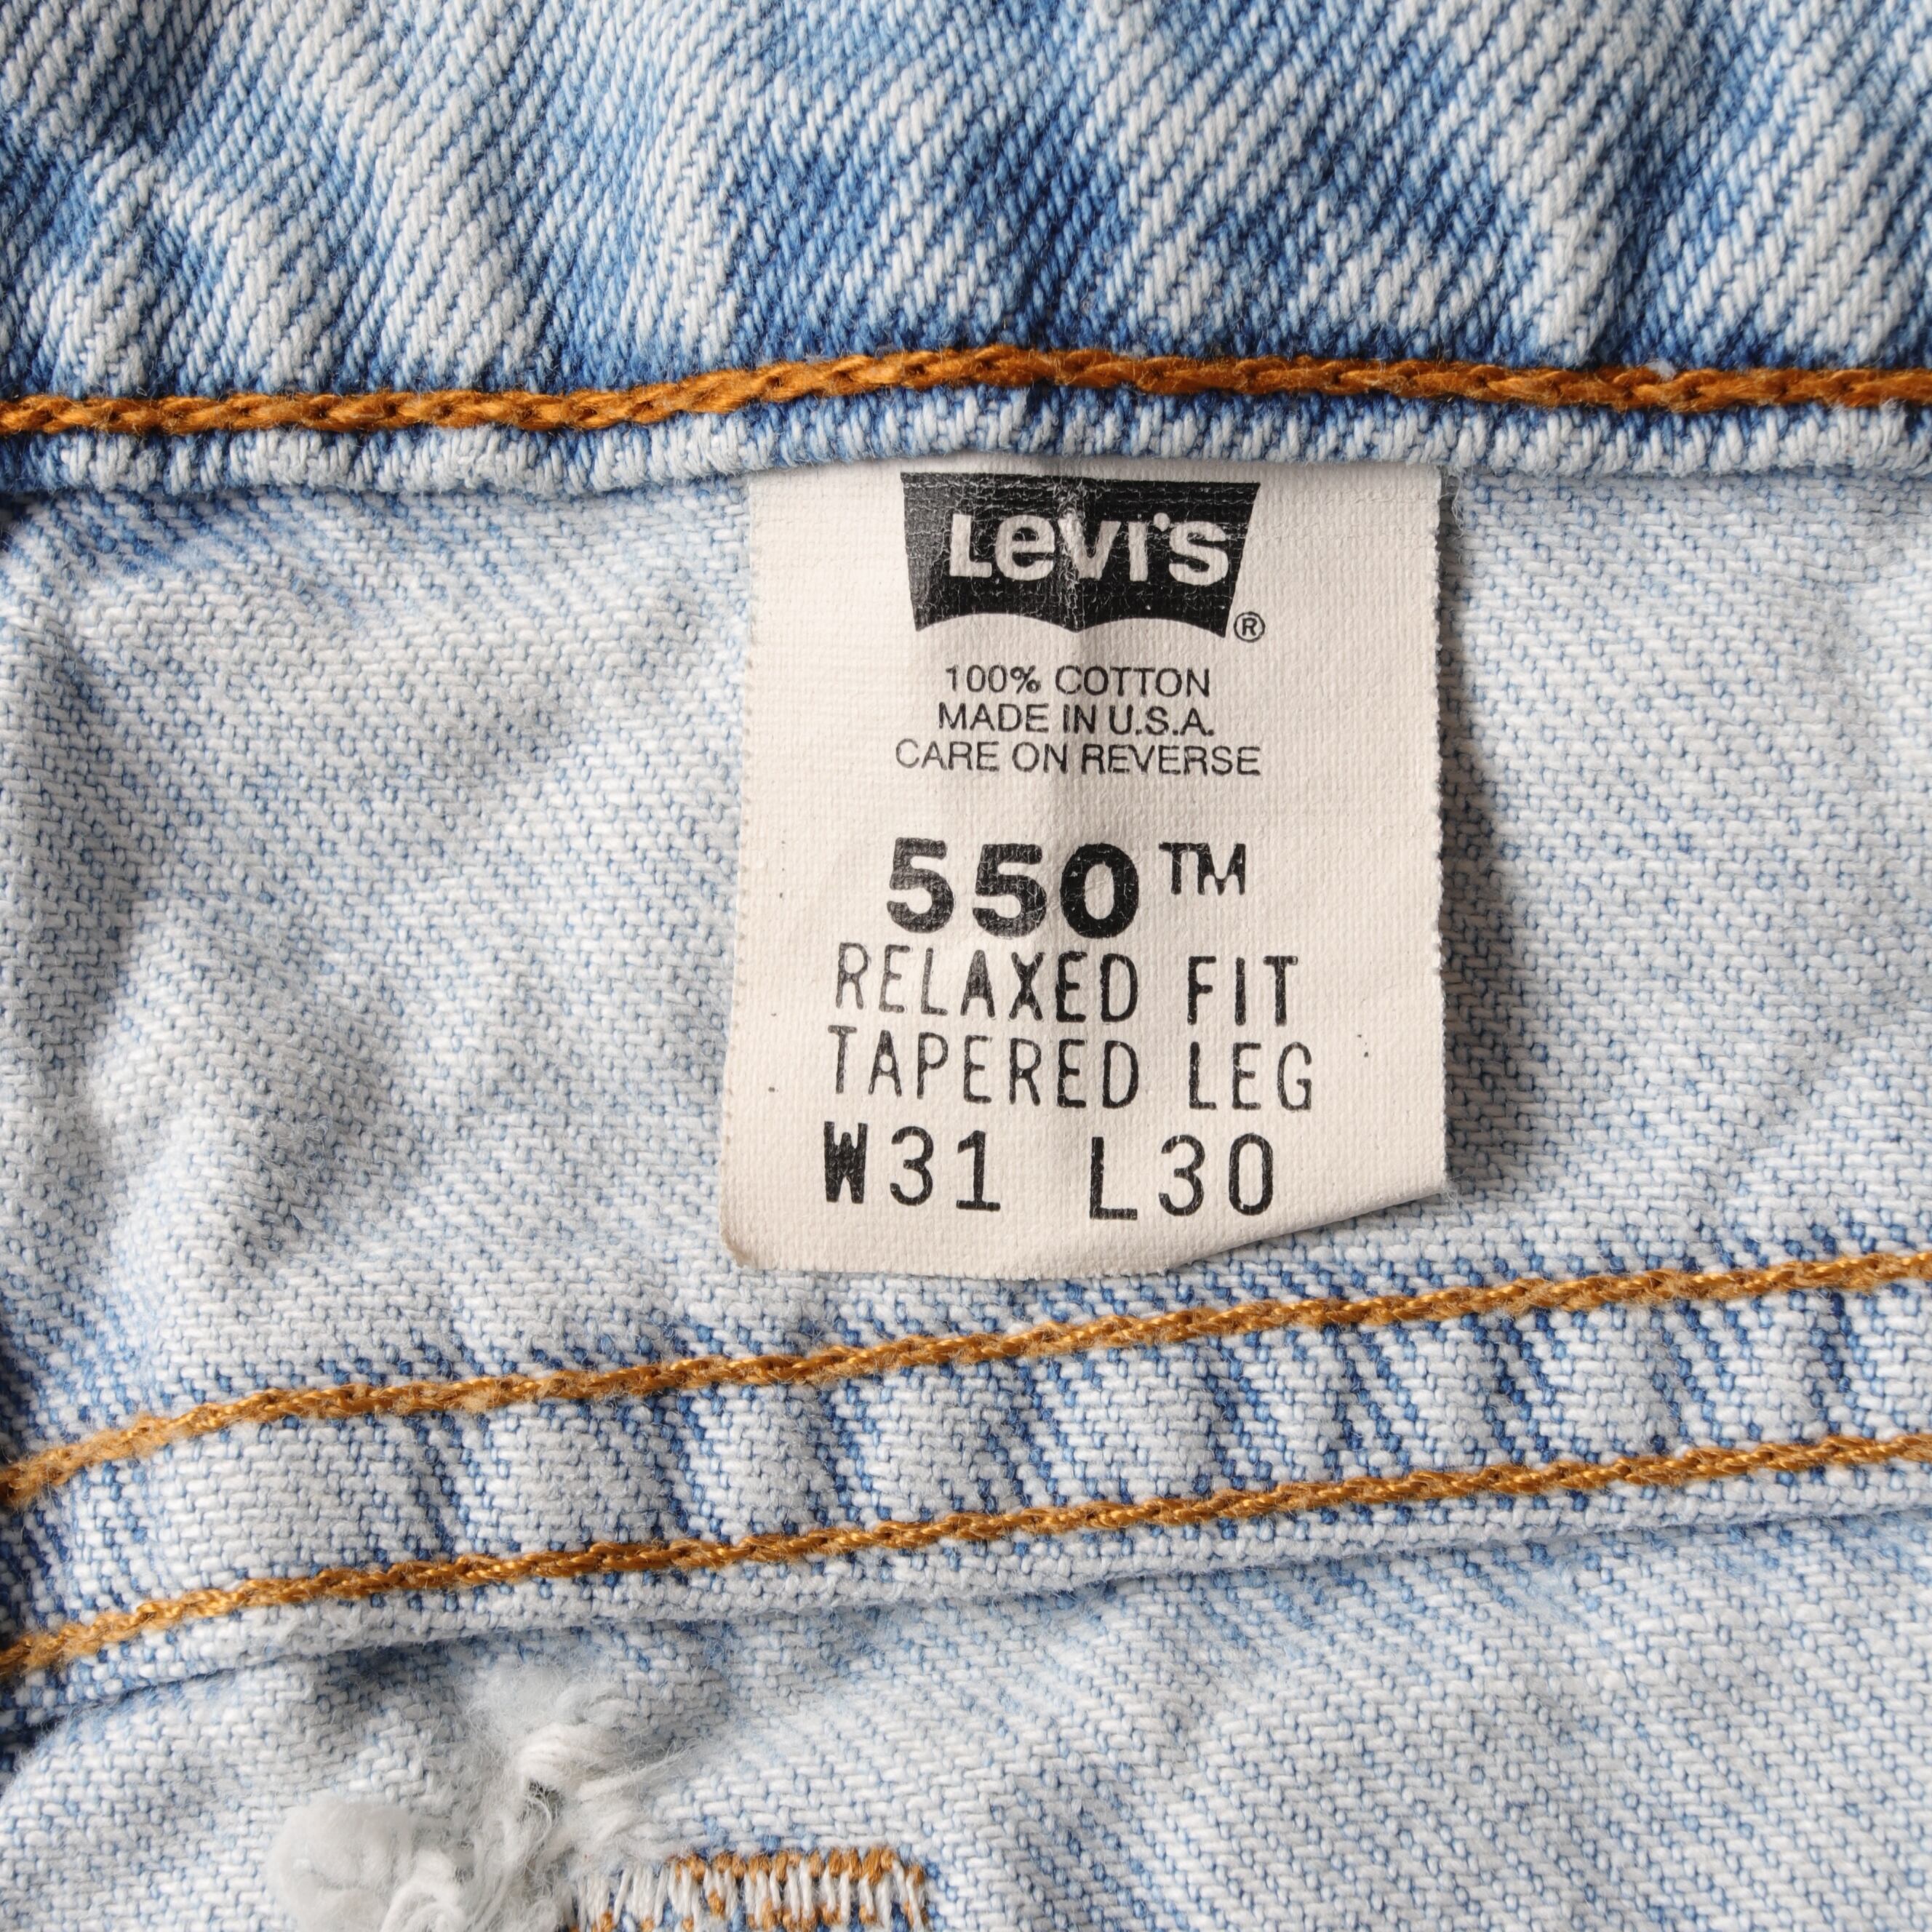 Levi's®
100% COTTON
MADE IN U.S.A.
CARE ON REVERSE
550™
RELAXED FIT
TAPERED LEG
W31 L30